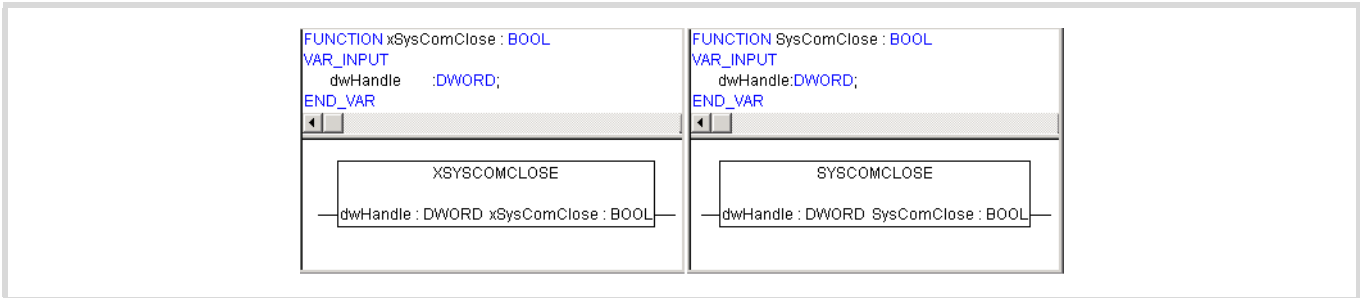 FUNCTION xSysComClose : BOOL
VAR_INPUT
dwHandle :DWORD;
END_VAR
XSYSCOMCLOSE
dwHandle : DWORD xSysComClose : BOOL
FUNCTION SysComClose : BOOL
VAR_INPUT
dwHandle:DWORD;
END_VAR
SYSCOMCLOSE
dwHandle : DWORD SysComClose : BOOL